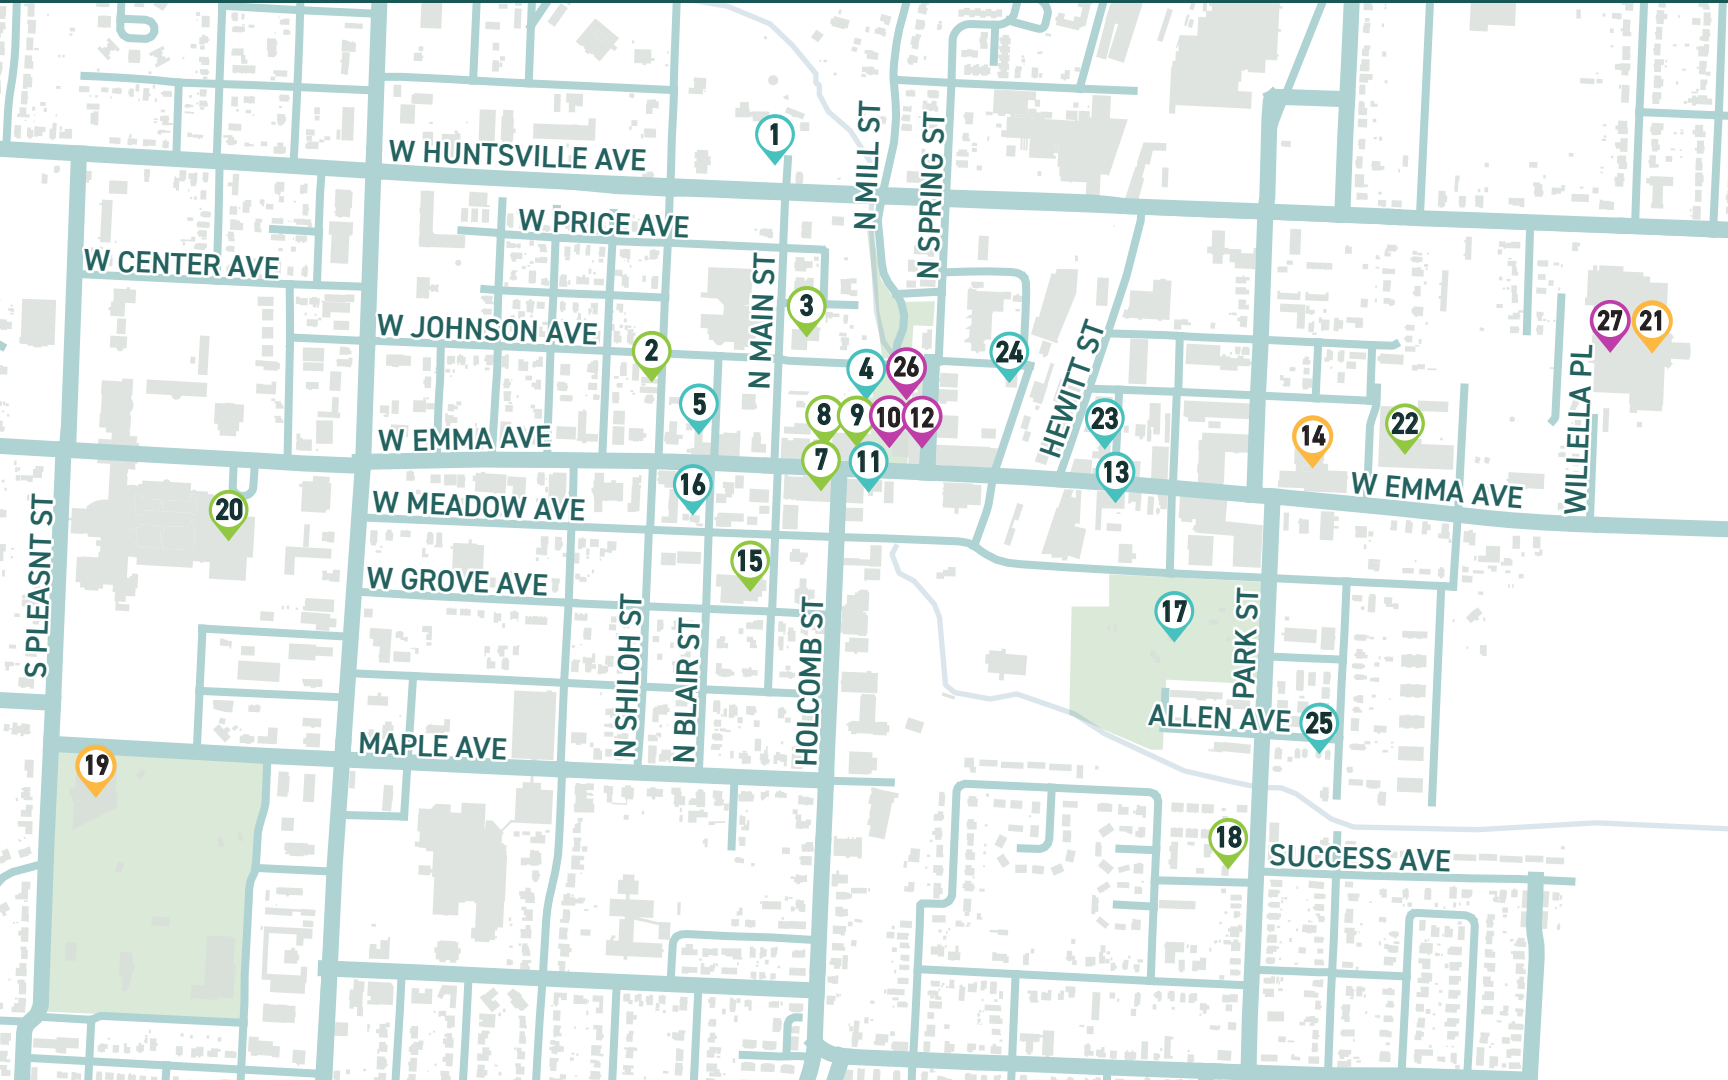 1
W HUNTSVILLE AVE
N MILL ST
N SPRING ST
W PRICE AVE
W CENTER AVE
N MAIN ST
3
W JOHNSON AVE
2
4
26
24
27
21
HEWITT ST
WILLELLA PL
5
8
9
10
12
23
22
14
W EMMA AVE
7
11
13
16
W EMMA AVE
W MEADOW AVE
20
S PLEASNT ST
15
W GROVE AVE
17
N SHILOH ST
N BLAIR ST
HOLCOMB ST
PARK ST
ALLEN AVE
25
MAPLE AVE
19
18
SUCCESS AVE